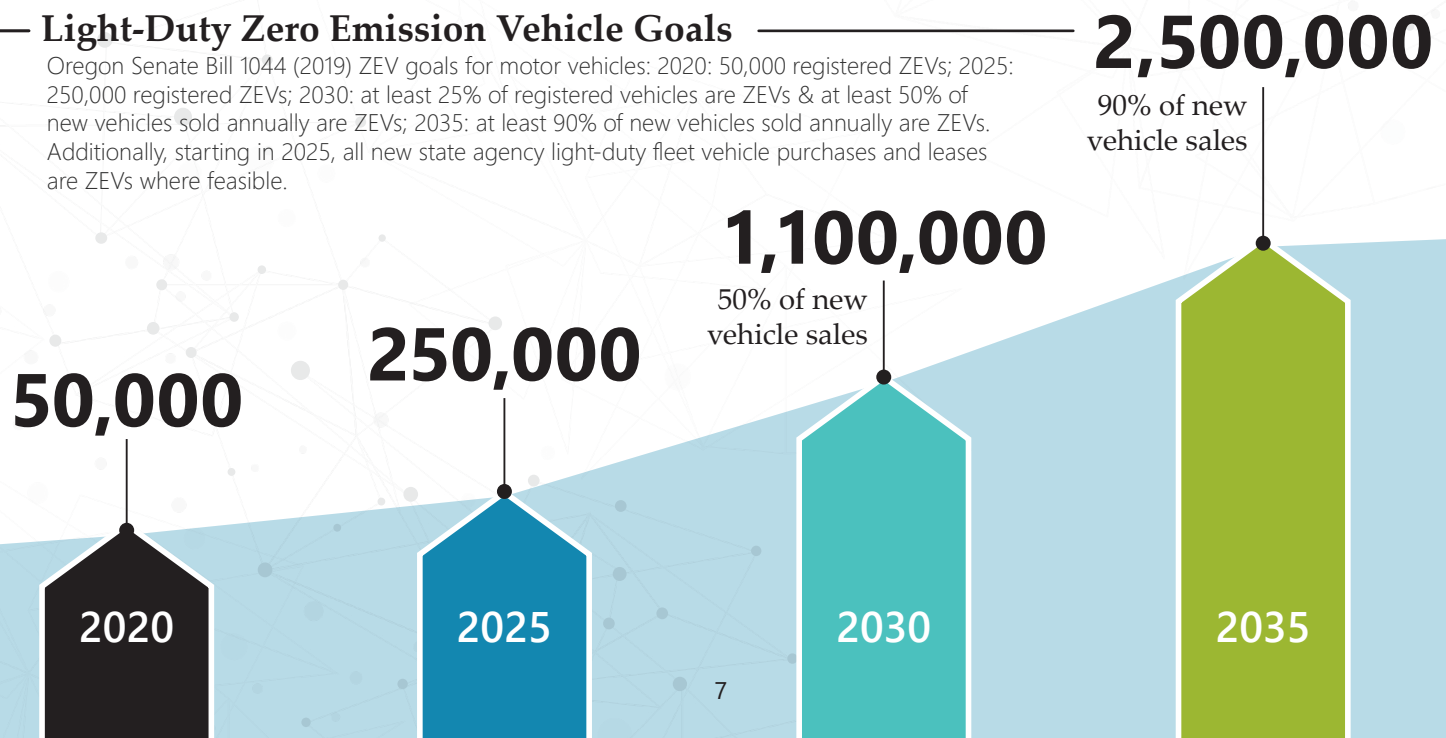 Light-Duty Zero Emission Vehicle Goals
Oregon Senate Bill 1044 (2019) ZEV goals for motor vehicles: 2020: 50,000 registered ZEVs; 2025:
250,000 registered ZEVs; 2030: at least 25% of registered vehicles are ZEVs & at least 50% of
new vehicles sold annually are ZEVs; 2035: at least 90% of new vehicles sold annually are ZEVs.
Additionally, starting in 2025, all new state agency light-duty fleet vehicle purchases and leases
are ZEVs where feasible.
50,000
250,000
1,100,000
50% of new
vehicle sales
2,500,000
90% of new
vehicle sales
2020
2025
2030
2035
7